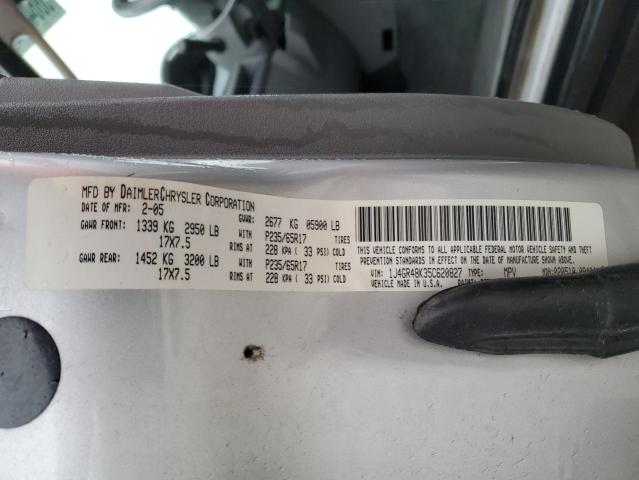 MFD BY DAIMLERCHRYSLER CORPORATION
DATE OF MFR: 2-05 GVWR: 2677 KG 05900 LB
GAWR FRONT: 1339 KG 2950 LB WITH P235/65R17 TIRES
17X7.5 RIMS AT 228 KPA ( 33 PSI) COLD
GAWR REAR: 1452 KG 3200 LB WITH P235/65R17 TIRES
17X7.5 RIMS AT 228 KPA ( 33 PSI) COLD
THIS VEHICLE CONFORMS TO ALL APPLICABLE FEDERAL MOTOR VEHICLE SAFETY AND THEFT
PREVENTION STANDARDS IN EFFECT ON THE DATE OF MANUFACTURE SHOWN ABOVE.
VIN: 1J4GR48K35C620827 TYPE: MPV
VEHICLE MADE IN U.S.A.